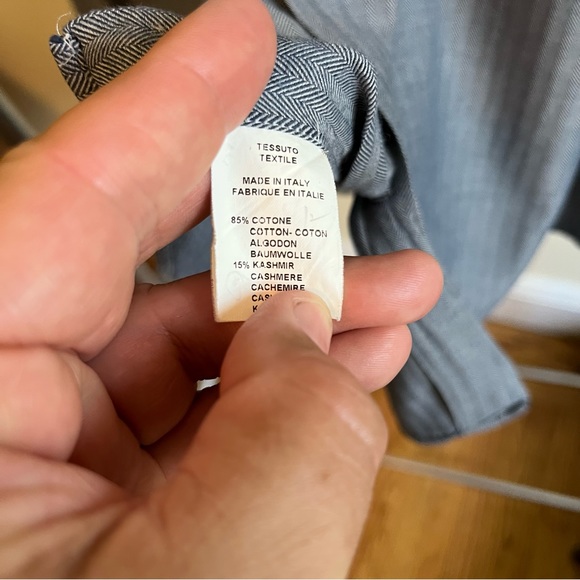 TESSUTO
TEXTILE
MADE IN ITALY
FABRIQUE EN ITALIE
85% COTONE
COTTON- COTON
ALGODON
BAUMWOLLE
15% KASHMIR
CASHMERE
CACHEMIRE